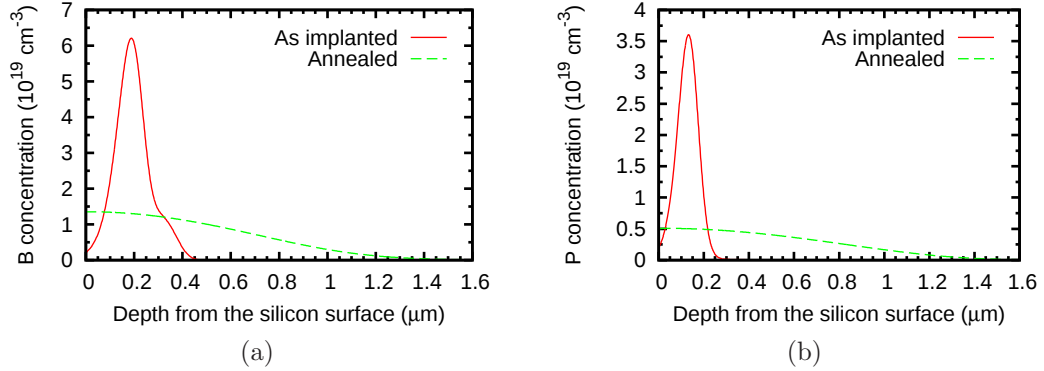 B concentration (10^19 cm^-3)
7
6
5
4
3
2
1
0
As implanted
Annealed
0 0.2 0.4 0.6 0.8 1 1.2 1.4 1.6
Depth from the silicon surface (μm)
(a)
P concentration (10^19 cm^-3)
4
3.5
3
2.5
2
1.5
1
0.5
0
As implanted
Annealed
0 0.2 0.4 0.6 0.8 1 1.2 1.4 1.6
Depth from the silicon surface (μm)
(b)